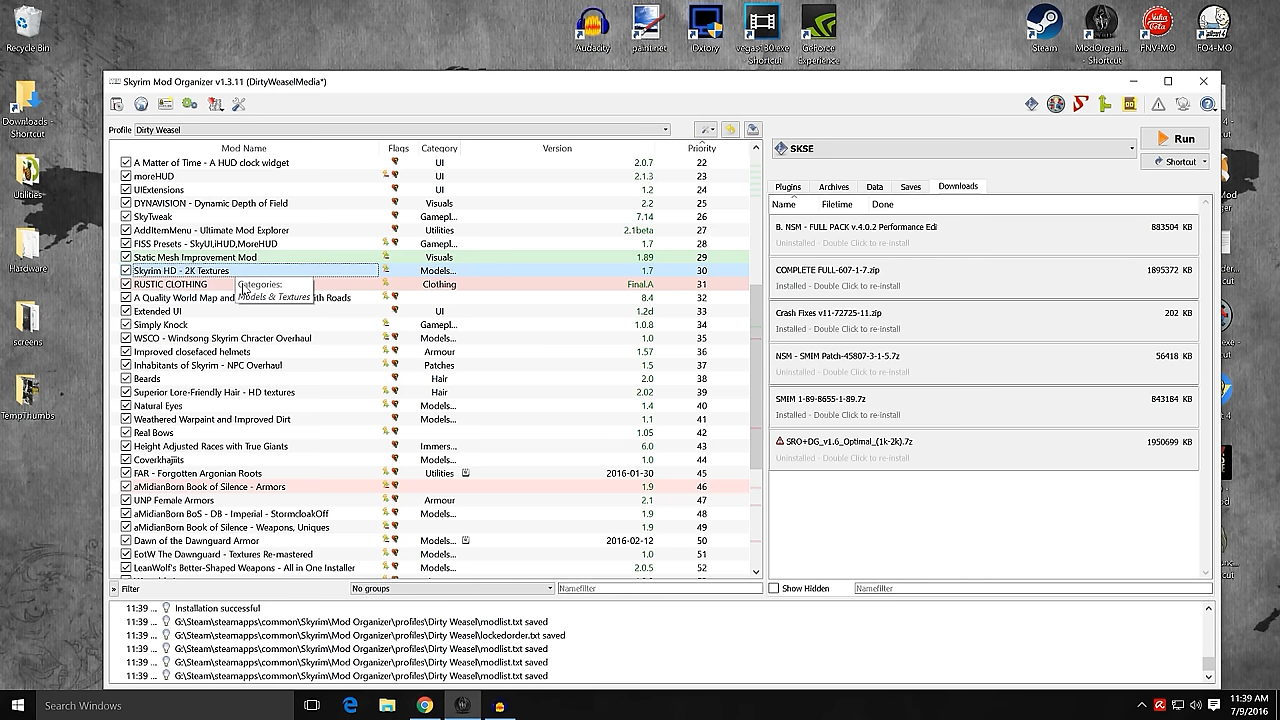 Recycle Bin
Downloads - Shortcut
Utilities-
Hardware
screens
TempThumbs
Audacity
paint.net
Dxtory
vegas130.exe - Shortcut
GeForce Experience
Steam
ModOrgani... - Shortcut
FNV-MO
FO4-MO
Skyrim Mod Organizer v1.3.11 (DirtyWeaselMedia*)
Profile Dirty Weasel
Mod Name Flags Category Version Priority
A Matter of Time - A HUD clock widget UI 2.0.7 22
moreHUD UI 2.1.3 23
UIExtensions UI 1.2 24
DYNAVISION - Dynamic Depth of Field Visuals 2.2 25
SkyTweak Gamepl... 7.14 26
AddItemMenu - Ultimate Mod Explorer Utilities 2.1beta 27
FISS Presets - SkyUI,iHUD,MoreHUD Gamepl... 1.7 28
Static Mesh Improvement Mod Visuals 1.89 29
Skyrim HD - 2K Textures Models... 1.7 30
RUSTIC CLOTHING Clothing Final.A 31
Categories:
Models & Textures
A Quality World Map and th Roads 8.4 32
Extended UI UI 1.2d 33
Simply Knock Gamepl... 1.0.8 34
WSCO - Windsong Skyrim Chracter Overhaul Models... 1.0 35
Improved closefaced helmets Armour 1.57 36
Inhabitants of Skyrim - NPC Overhaul Patches 1.5 37
Beards Hair 2.0 38
Superior Lore-Friendly Hair - HD textures Hair 2.02 39
Natural Eyes Models... 1.4 40
Weathered Warpaint and Improved Dirt Models... 1.1 41
Real Bows 1.05 42
Height Adjusted Races with True Giants Immers... 6.0 43
Coverkhajiits Models... 1.0 44
FAR - Forgotten Argonian Roots Utilities 2016-01-30 45
aMidianBorn Book of Silence - Armors 1.9 46
UNP Female Armors Armour 2.1 47
aMidianBorn BoS - DB - Imperial - StormcloakOff Models... 1.9 48
aMidianBorn Book of Silence - Weapons, Uniques 1.9 49
Dawn of the Dawnguard Armor Models... 2016-02-12 50
EotW The Dawnguard - Textures Re-mastered Models... 1.0 51
LeanWolf's Better-Shaped Weapons - All in One Installer Models... 2.0.5 52
» Filter No groups Namefilter
SKSE
Run
Shortcut
Plugins Archives Data Saves Downloads
Name Filetime Done
B. NSM - FULL PACK v.4.0.2 Performance Edi 883504 KB
Uninstalled - Double Click to re-install
COMPLETE FULL-607-1-7.zip 1895372 KB
Installed - Double Click to re-install
Crash Fixes v11-72725-11.zip 202 KB
Installed - Double Click to re-install
NSM - SMIM Patch-45807-3-1-5.7z 56418 KB
Uninstalled - Double Click to re-install
SMIM 1-89-8655-1-89.7z 843184 KB
Installed - Double Click to re-install
SRO+DG_v1.6_Optimal_(1k-2k).7z 1950699 KB
Uninstalled - Double Click to re-install
Show Hidden Namefilter
11:39 ... Installation successful
11:39 ... G:\Steam\steamapps\common\Skyrim\Mod Organizer\profiles\Dirty Weasel\modlist.txt saved
11:39 ... G:\Steam\steamapps\common\Skyrim\Mod Organizer\profiles\Dirty Weasel\lockedorder.txt saved
11:39 ... G:\Steam\steamapps\common\Skyrim\Mod Organizer\profiles\Dirty Weasel\modlist.txt saved
11:39 ... G:\Steam\steamapps\common\Skyrim\Mod Organizer\profiles\Dirty Weasel\modlist.txt saved
11:39 ... G:\Steam\steamapps\common\Skyrim\Mod Organizer\profiles\Dirty Weasel\modlist.txt saved
Search Windows
11:39 AM
7/9/2016